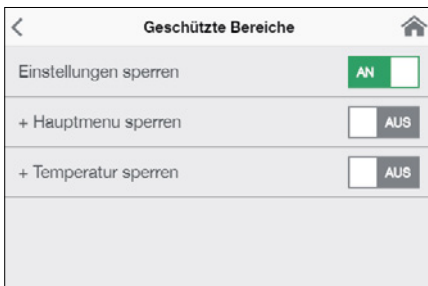 Geschützte Bereiche
Einstellungen sperren AN
+ Hauptmenu sperren AUS
+ Temperatur sperren AUS